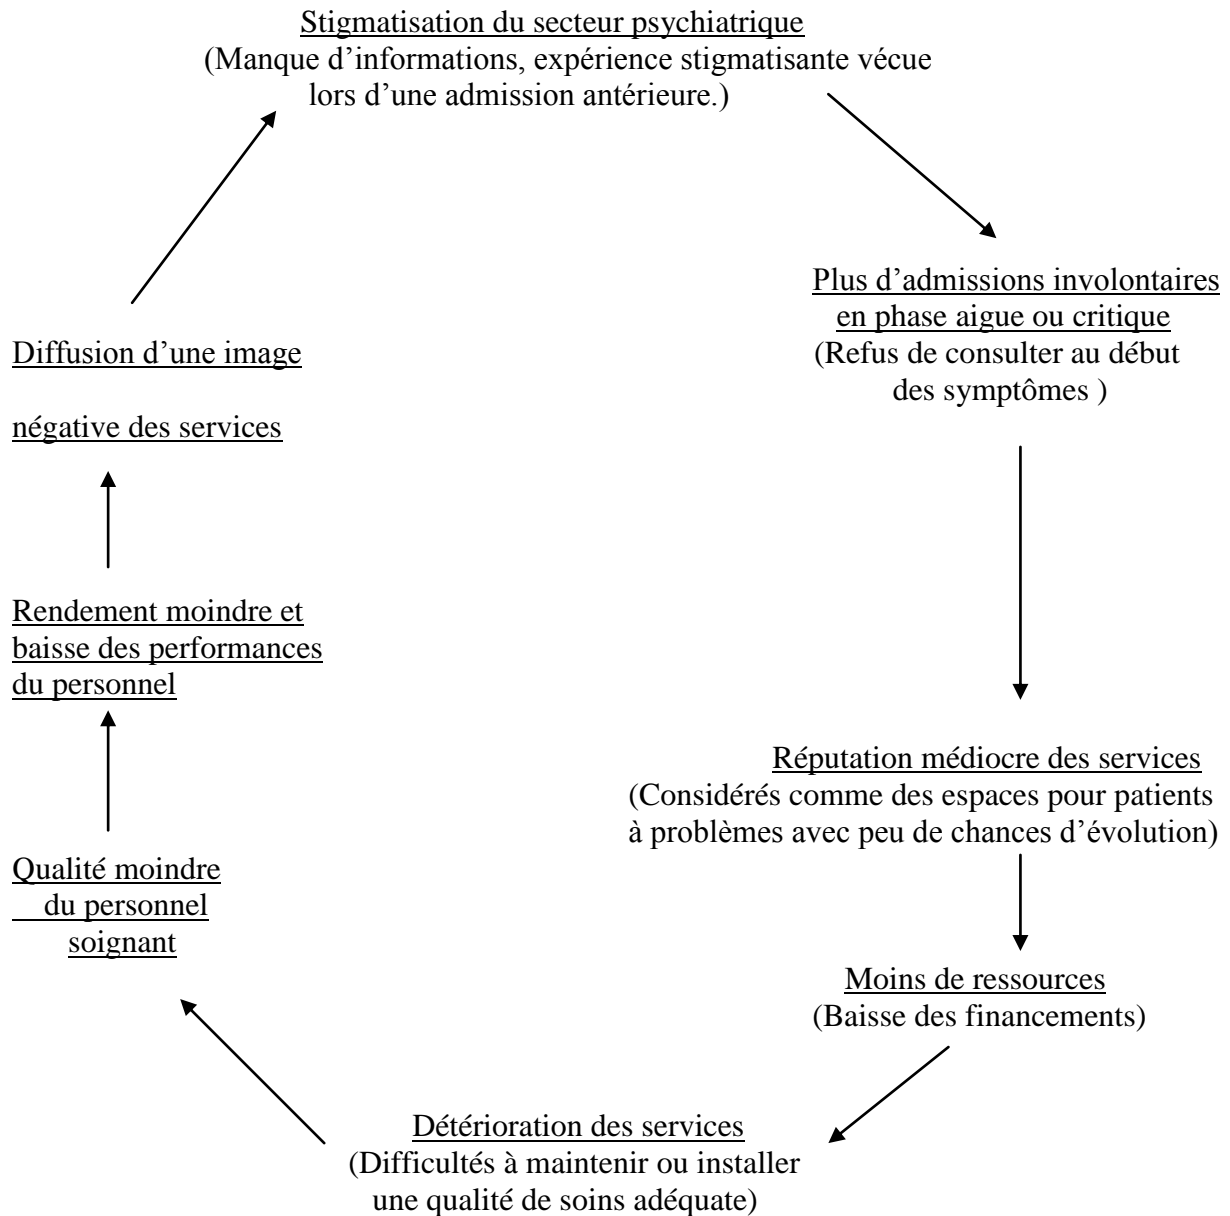 Stigmatisation du secteur psychiatrique
(Manque d’informations, expérience stigmatisante vécue
lors d’une admission antérieure.)
Plus d’admissions involontaires
en phase aigue ou critique
(Refus de consulter au début
des symptômes )
Réputation médiocre des services
(Considérés comme des espaces pour patients
à problèmes avec peu de chances d’évolution)
Moins de ressources
(Baisse des financements)
Détérioration des services
(Difficultés à maintenir ou installer
une qualité de soins adéquate)
Qualité moindre
du personnel
soignant
Rendement moindre et
baisse des performances
du personnel
Diffusion d’une image
négative des services